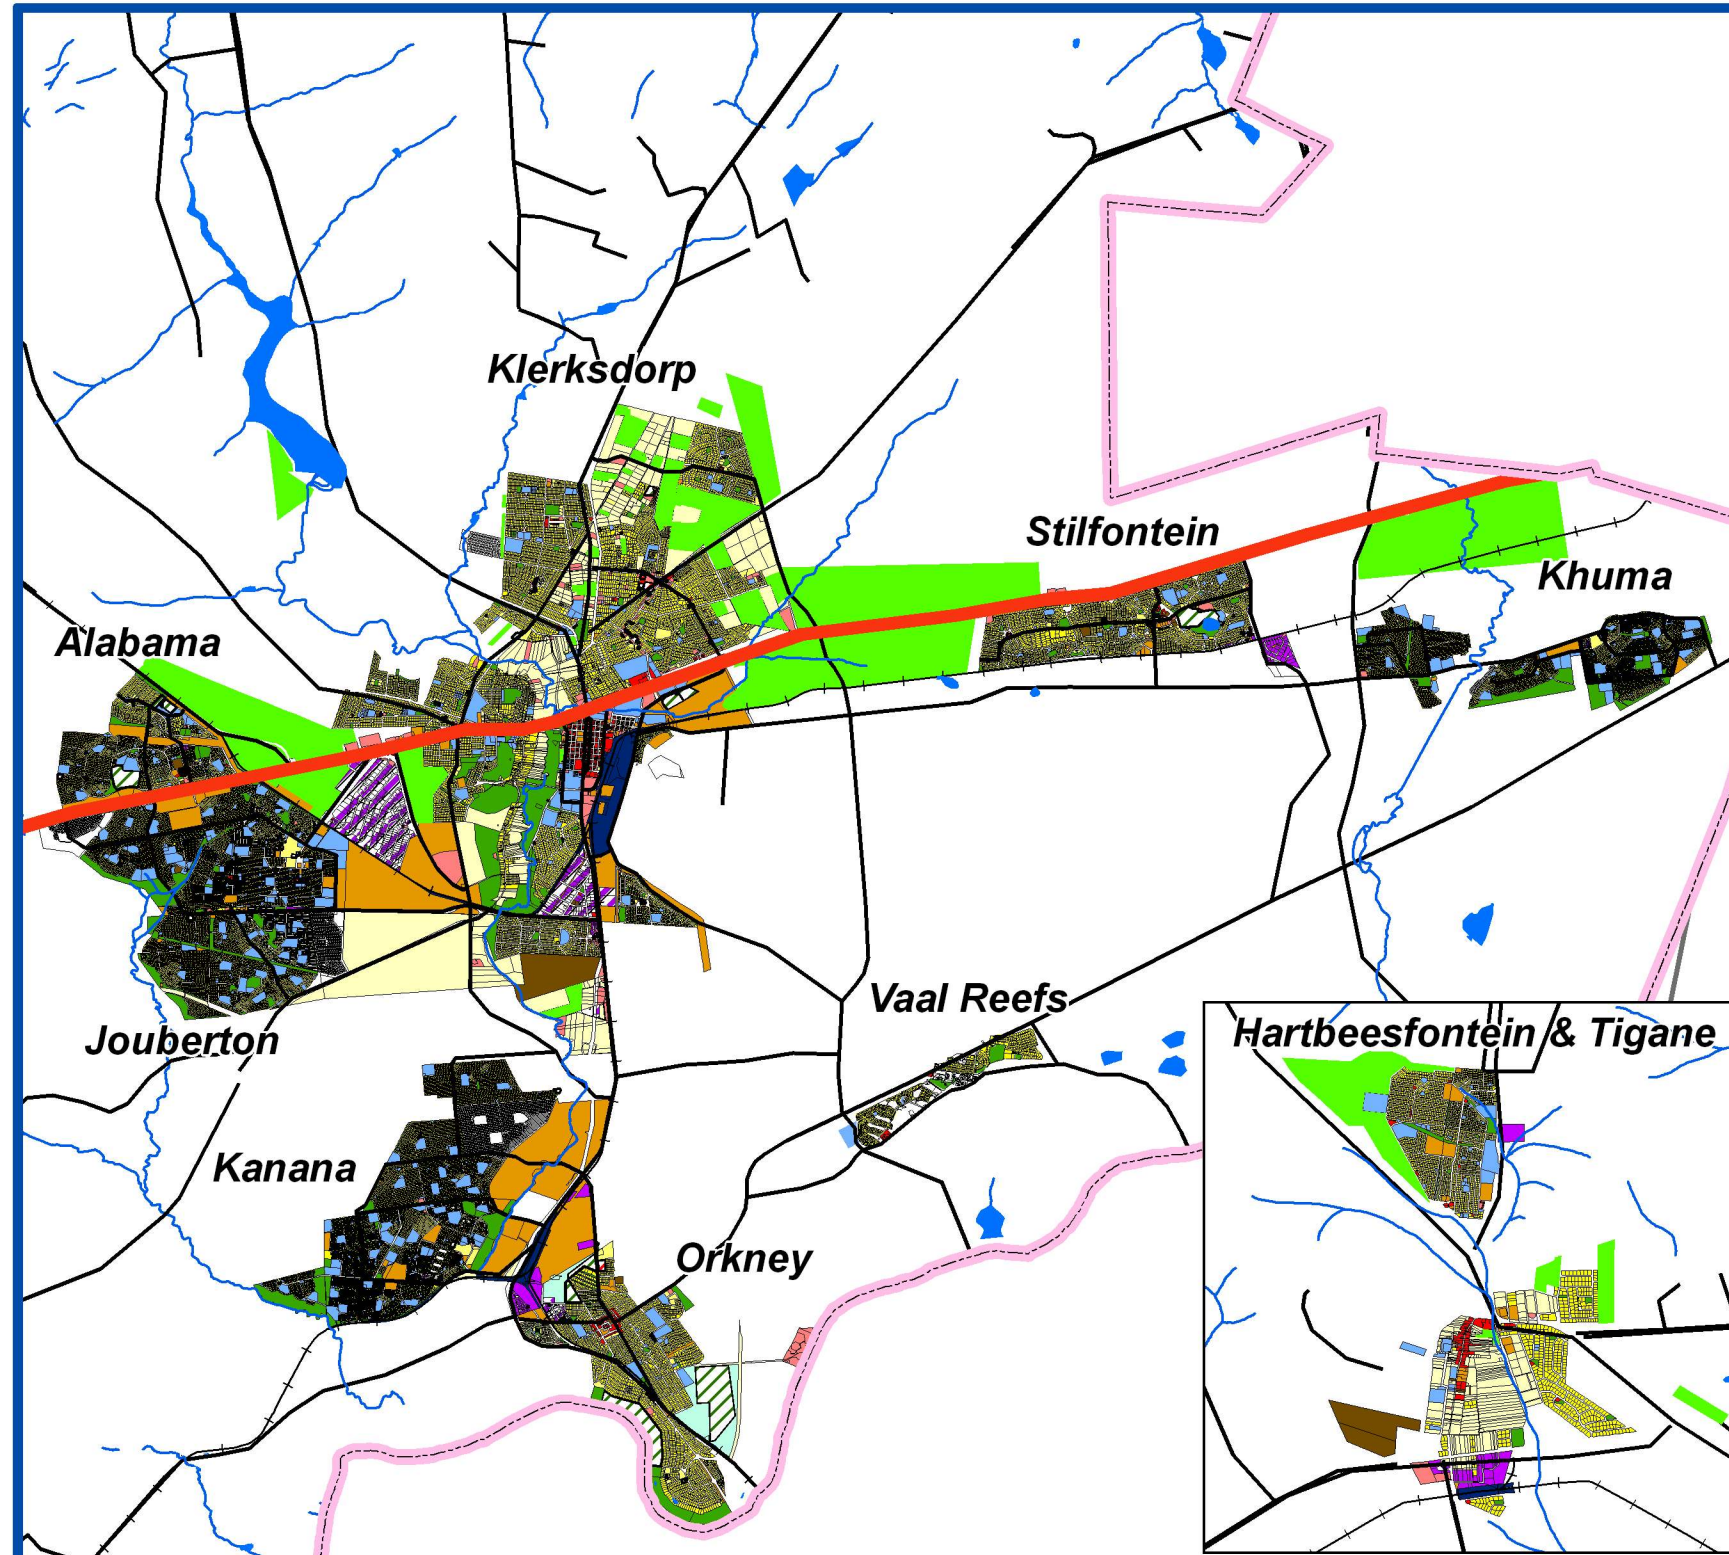 Klerksdorp
Stilfontein
Khuma
Alabama
Vaal Reefs
Hartbeesfontein & Tigane
Jouberton
Kanana
Orkney